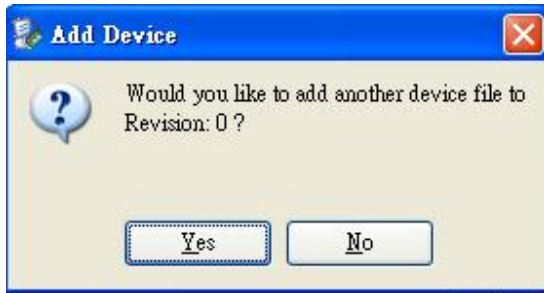 Add Device
Would you like to add another device file to
Revision: 0 ?
Yes
No